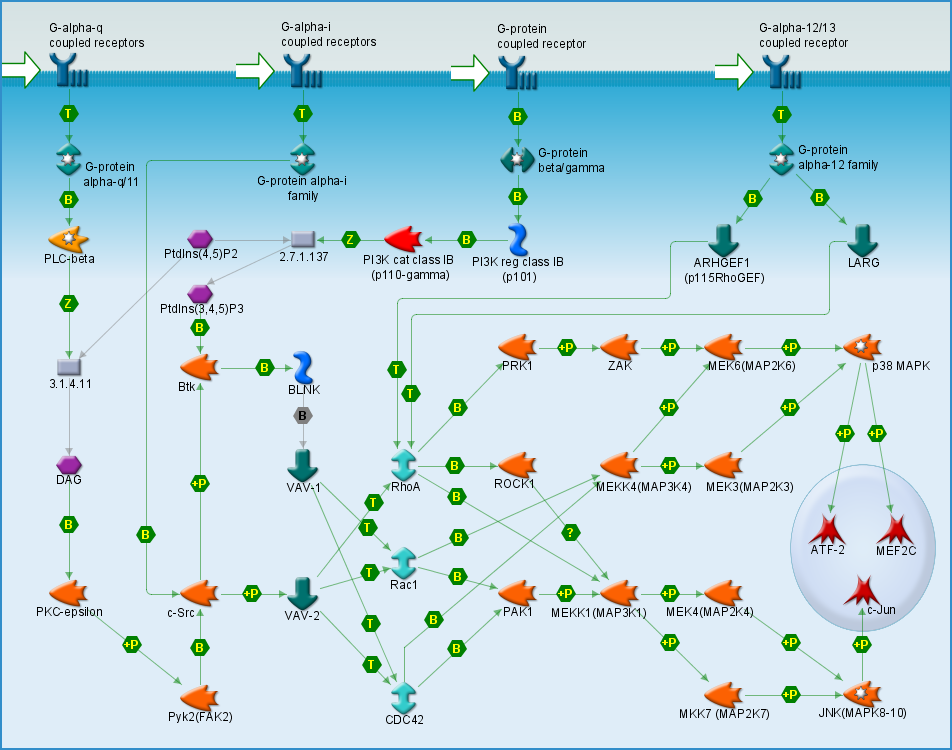 G-alpha-q
coupled receptors
G-alpha-i
coupled receptors
G-protein
coupled receptor
G-alpha-12/13
coupled receptor
T
T
B
T
G-protein
alpha-q/11
G-protein alpha-i
family
G-protein
beta/gamma
G-protein
alpha-12 family
B
B
B
B
PLC-beta
PtdIns(4,5)P2
2.7.1.137
Z
PI3K cat class IB
(p110-gamma)
B
PI3K reg class IB
(p101)
ARHGEF1
(p115RhoGEF)
LARG
Z
PtdIns(3,4,5)P3
B
3.1.4.11
Btk
B
BLNK
T
T
PRK1
+P
ZAK
+P
MEK6(MAP2K6)
+P
p38 MAPK
B
B
+P
+P
+P
+P
DAG
VAV-1
RhoA
B
ROCK1
MEKK4(MAP3K4)
+P
MEK3(MAP2K3)
+P
B
T
B
B
B
T
B
?
ATF-2
MEF2C
PKC-epsilon
c-Src
+P
VAV-2
T
Rac1
B
PAK1
+P
MEKK1(MAP3K1)
+P
MEK4(MAP2K4)
c-Jun
+P
B
T
B
B
+P
+P
+P
T
Pyk2(FAK2)
CDC42
MKK7 (MAP2K7)
+P
JNK(MAPK8-10)